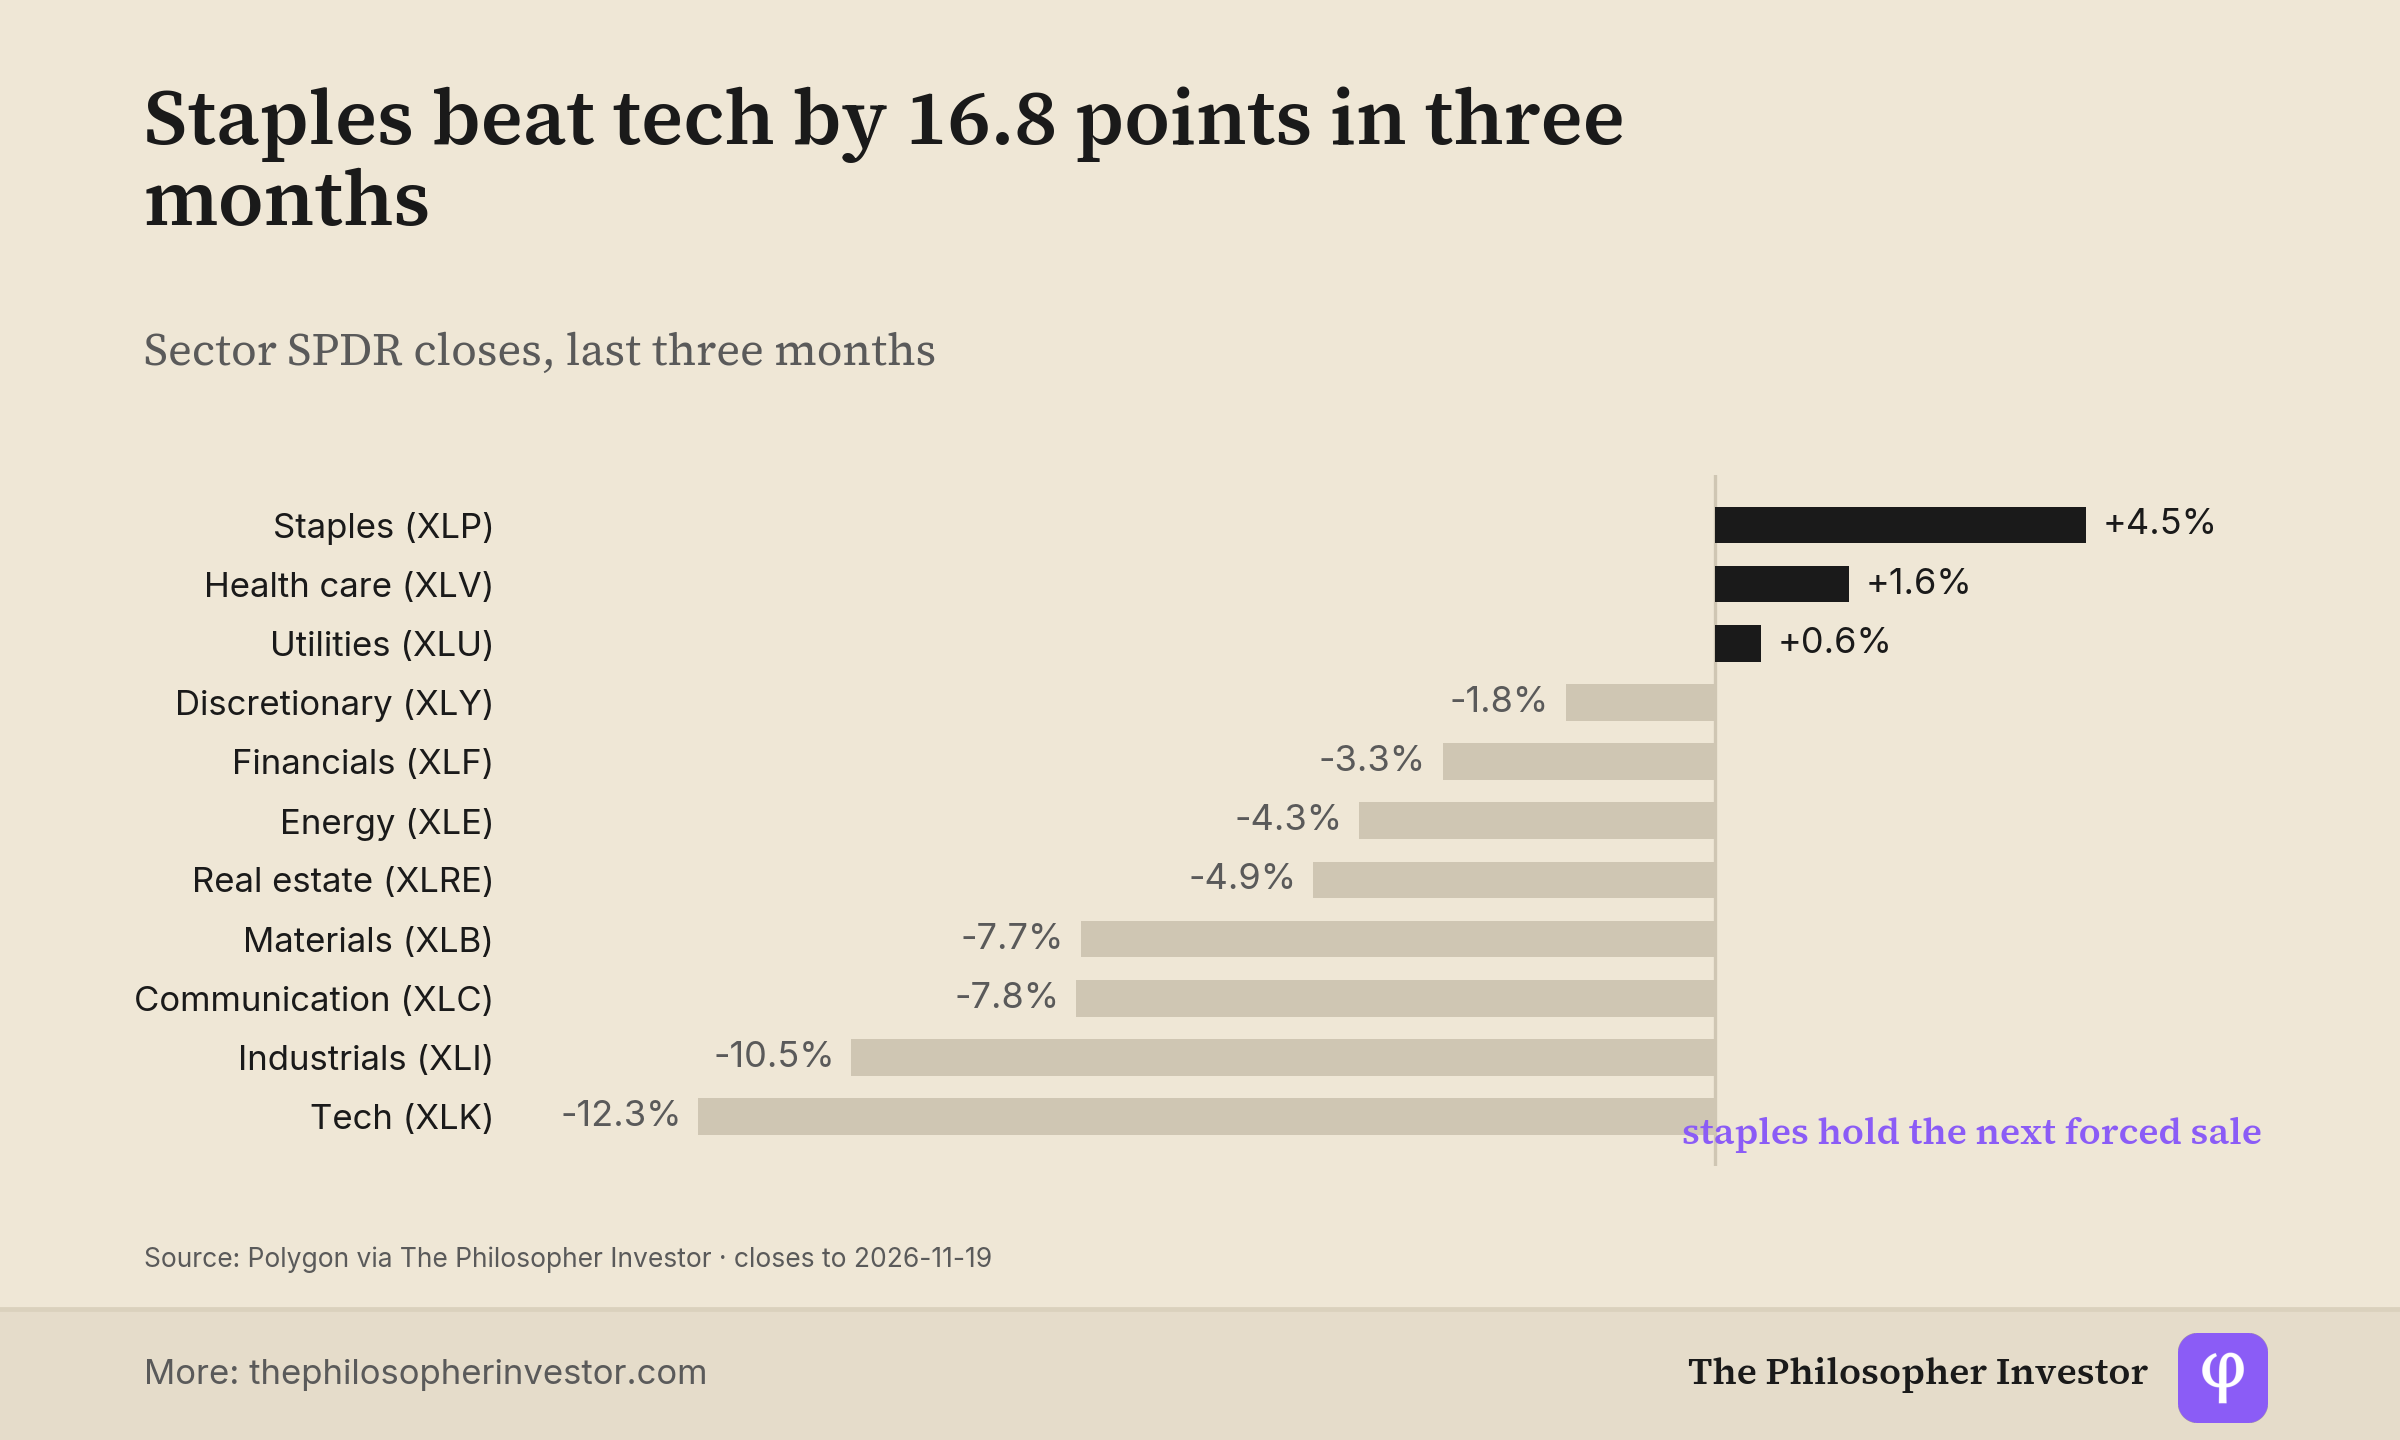 Staples beat tech by 16.8 points in three
months
Sector SPDR closes, last three months
Staples (XLP) +4.5%
Health care (XLV) +1.6%
Utilities (XLU) +0.6%
Discretionary (XLY) -1.8%
Financials (XLF) -3.3%
Energy (XLE) -4.3%
Real estate (XLRE) -4.9%
Materials (XLB) -7.7%
Communication (XLC) -7.8%
Industrials (XLI) -10.5%
Tech (XLK) -12.3%
staples hold the next forced sale
Source: Polygon via The Philosopher Investor · closes to 2026-11-19
More: thephilosopherinvestor.com
The Philosopher Investor φ